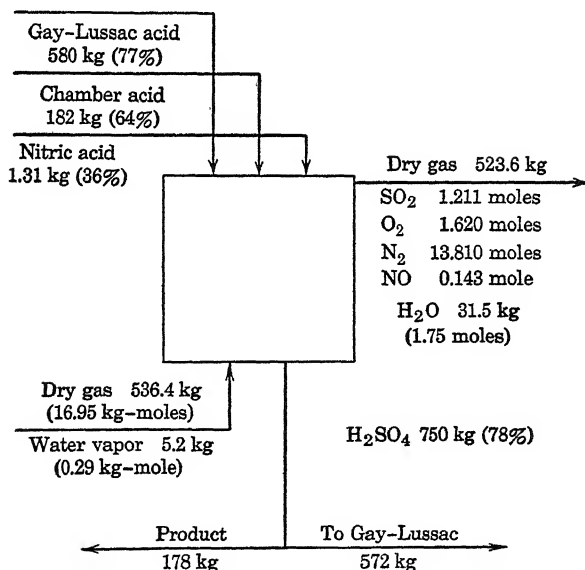 Gay-Lussac acid
580 kg (77%)
Chamber acid
182 kg (64%)
Nitric acid
1.31 kg (36%)
Dry gas 523.6 kg
SO₂ 1.211 moles
O₂ 1.620 moles
N₂ 13.810 moles
NO 0.143 mole
H₂O 31.5 kg
(1.75 moles)
Dry gas 536.4 kg
(16.95 kg-moles)
Water vapor 5.2 kg
(0.29 kg-mole)
H₂SO₄ 750 kg (78%)
Product
178 kg
To Gay-Lussac
572 kg